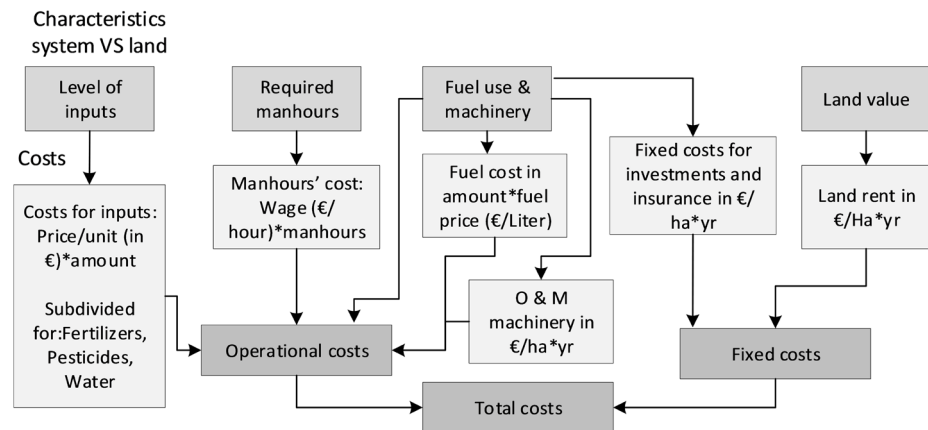 Characteristics
system VS land
Level of
inputs
Required
manhours
Fuel use &
machinery
Land value
Costs
Costs for inputs:
Price/unit (in
€)*amount
Subdivided
for:Fertilizers,
Pesticides,
Water
Manhours’ cost:
Wage (€/
hour)*manhours
Fuel cost in
amount*fuel
price (€/Liter)
Fixed costs for
investments and
insurance in €/
ha*yr
Land rent in
€/Ha*yr
O & M
machinery in
€/ha*yr
Operational costs
Fixed costs
Total costs